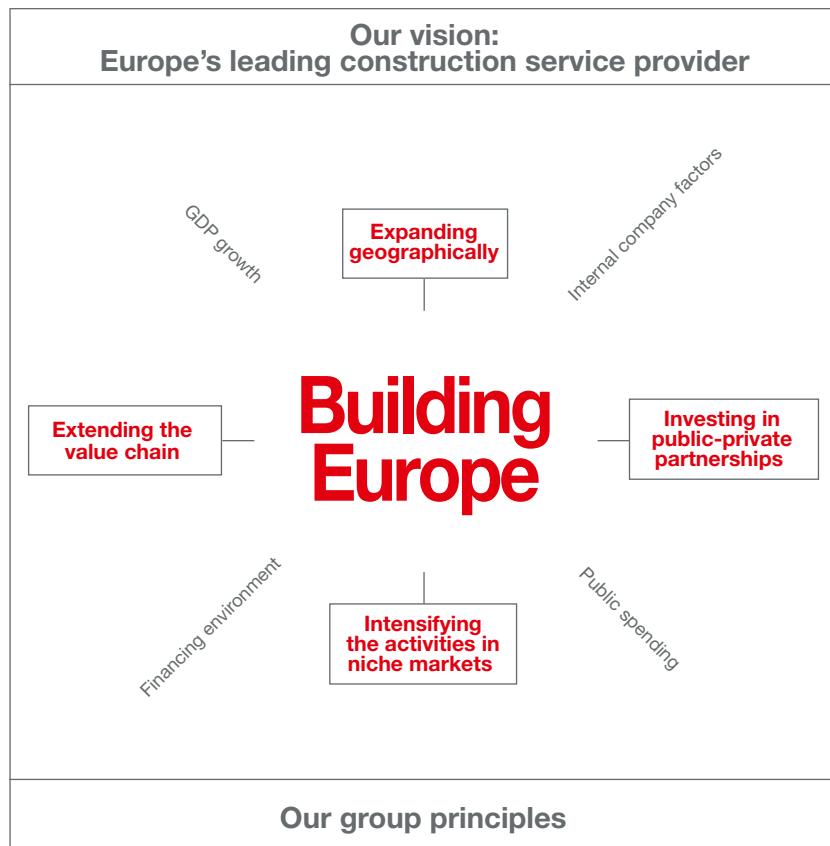 Our vision:
Europe’s leading construction service provider
GDP growth
Internal company factors
Expanding
geographically
Building
Europe
Extending the
value chain
Investing in
public-private
partnerships
Financing environment
Public spending
Intensifying
the activities in
niche markets
Our group principles